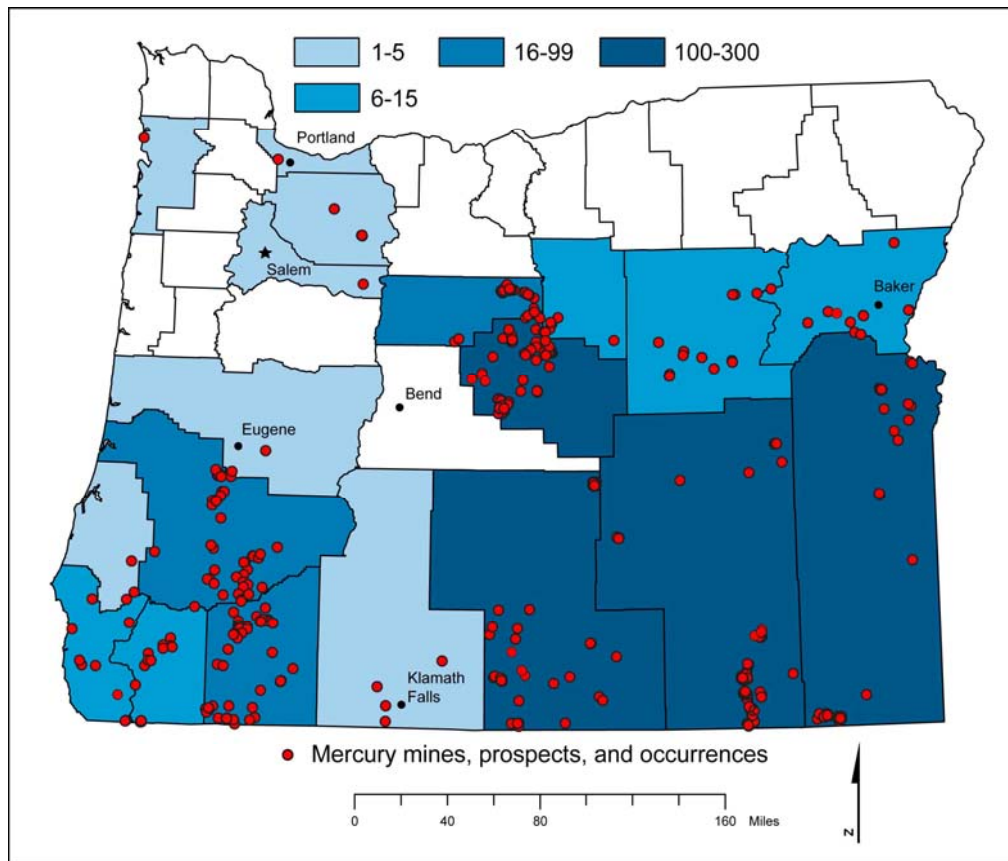 1-5 16-99 100-300
6-15
Portland
Salem
Baker
Bend
Eugene
Klamath
Falls
Mercury mines, prospects, and occurrences
0 40 80 160 Miles
N